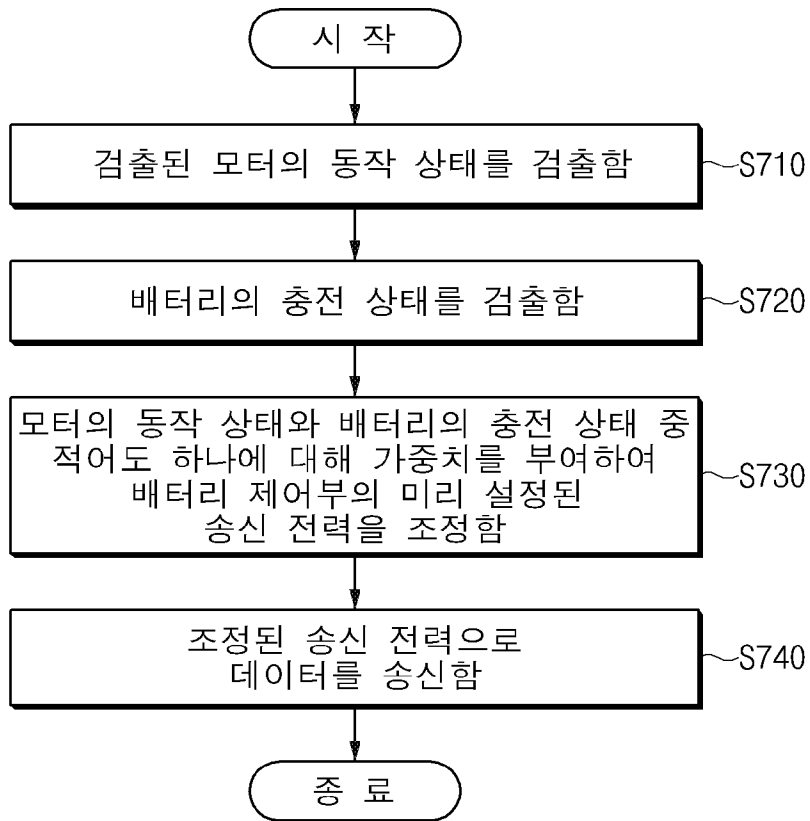 시 작
검출된 모터의 동작 상태를 검출함
S710
배터리의 충전 상태를 검출함
S720
모터의 동작 상태와 배터리의 충전 상태 중
적어도 하나에 대해 가중치를 부여하여
배터리 제어부의 미리 설정된
송신 전력을 조정함
S730
조정된 송신 전력으로
데이터를 송신함
S740
종 료